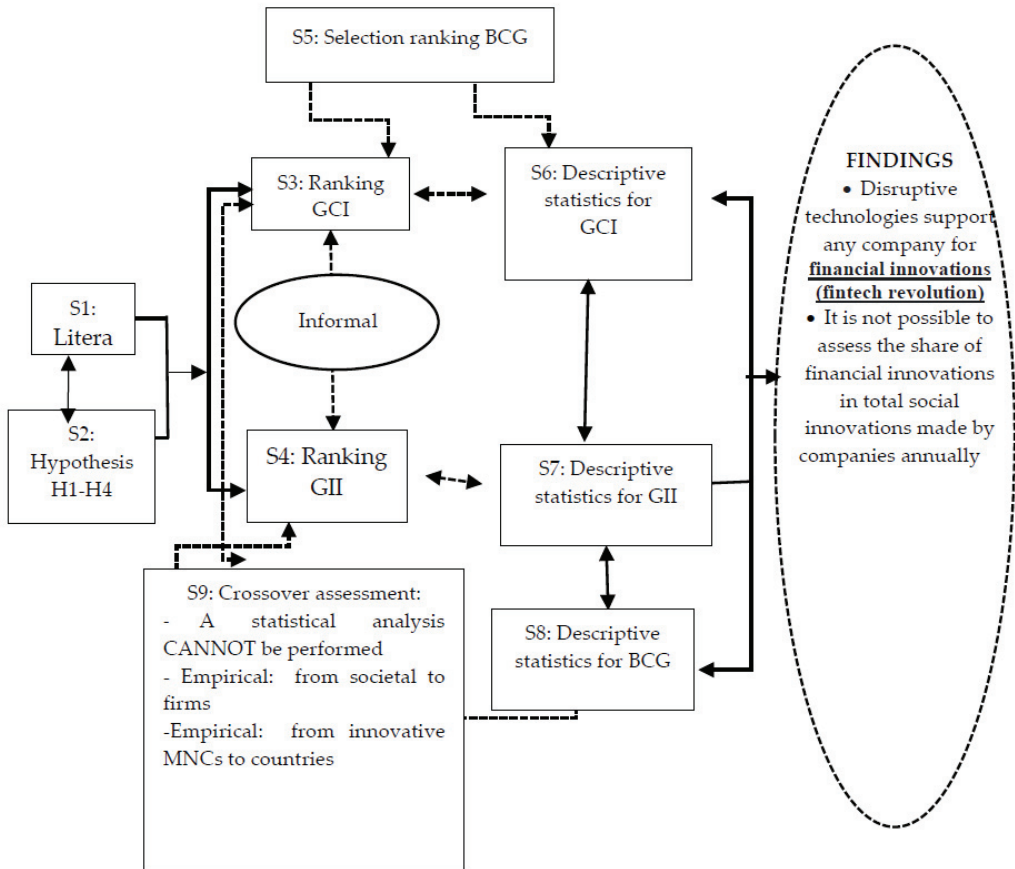 S5: Selection ranking BCG
S3: Ranking
GCI
S6: Descriptive
statistics for
GCI
FINDINGS
• Disruptive
technologies support
any company for
financial innovations
(fintech revolution)
• It is not possible to
assess the share of
financial innovations
in total social
innovations made by
companies annually
S1:
Litera
Informal
S2:
Hypothesis
H1-H4
S4: Ranking
GII
S7: Descriptive
statistics for GII
S9: Crossover assessment:
- A statistical analysis
CANNOT be performed
- Empirical: from societal to
firms
-Empirical: from innovative
MNCs to countries
S8: Descriptive
statistics for BCG